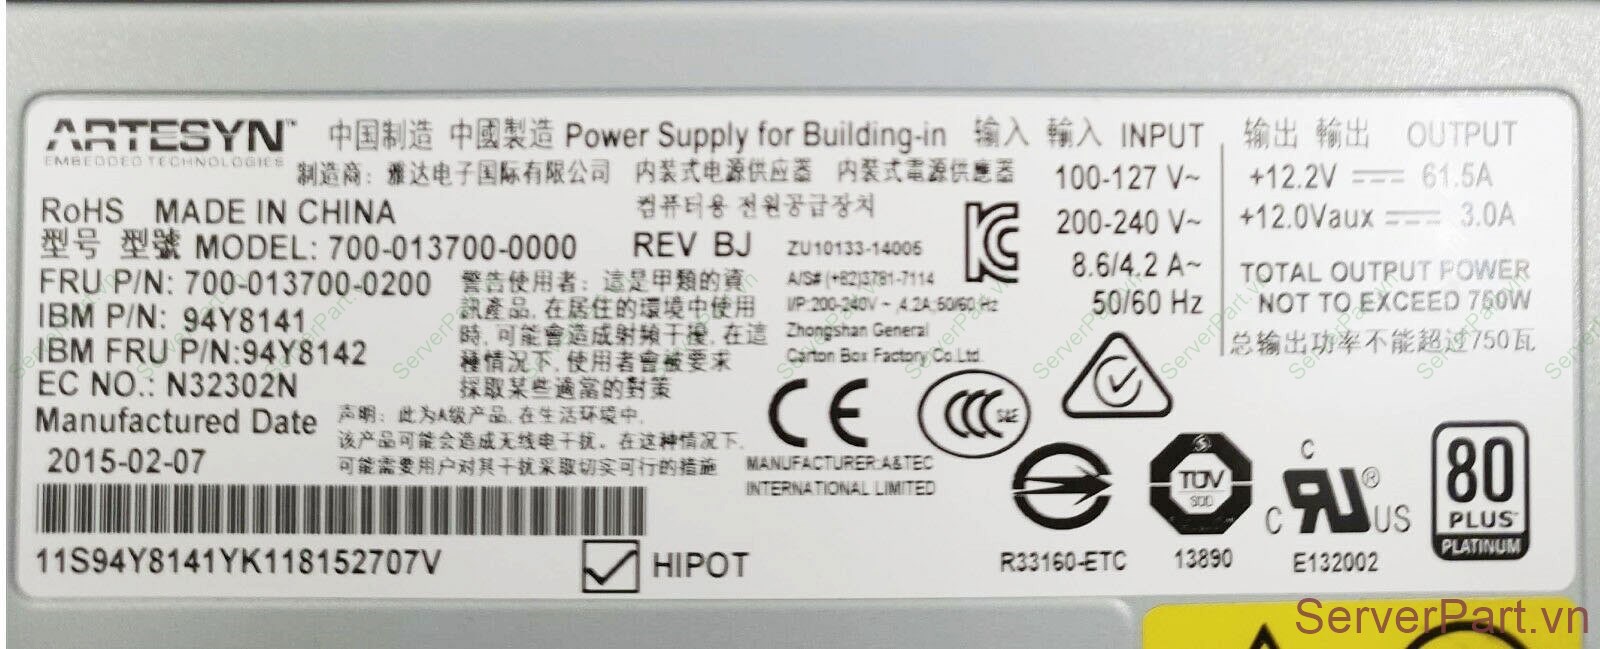 ARTESYN™
EMBEDDED TECHNOLOGIES
中国制造 中國製造 Power Supply for Building-in
制造商: 雅达电子国际有限公司 内装式电源供应器 內裝式電源供應器
컴퓨터용 전원공급장치
RoHS MADE IN CHINA
型号 型號 MODEL: 700-013700-0000 REV BJ
FRU P/N: 700-013700-0200
IBM P/N: 94Y8141
IBM FRU P/N:94Y8142
EC NO.: N32302N
Manufactured Date
2015-02-07
警告使用者: 這是甲類的資
訊產品, 在居住的環境中使用
時, 可能會造成射頻干擾, 在這
種情況下, 使用者會被要求
採取某些適當的對策
声明: 此为A级产品, 在生活环境中,
该产品可能会造成无线电干扰。在这种情况下,
可能需要用户对其干扰采取切实可行的措施
ZU10133-14005
A/S# (+82)3781-7114
I/P:200-240V ~ ,4.2A;50/60 Hz
Zhongshan General
Carton Box Factory Co.Ltd.
输入 輸入 INPUT
100-127 V~
200-240 V~
8.6/4.2 A~
50/60 Hz
输出 輸出 OUTPUT
+12.2V 61.5A
+12.0Vaux 3.0A
TOTAL OUTPUT POWER
NOT TO EXCEED 750W
总输出功率不能超过750瓦
CE
CCC S&E
MANUFACTURER:A&TEC
INTERNATIONAL LIMITED
R33160-ETC
TUV
13890
C
C RU ® US
E132002
80
PLUS
PLATINUM
11S94Y8141YK118152707V
HIPOT
ServerPart.vn